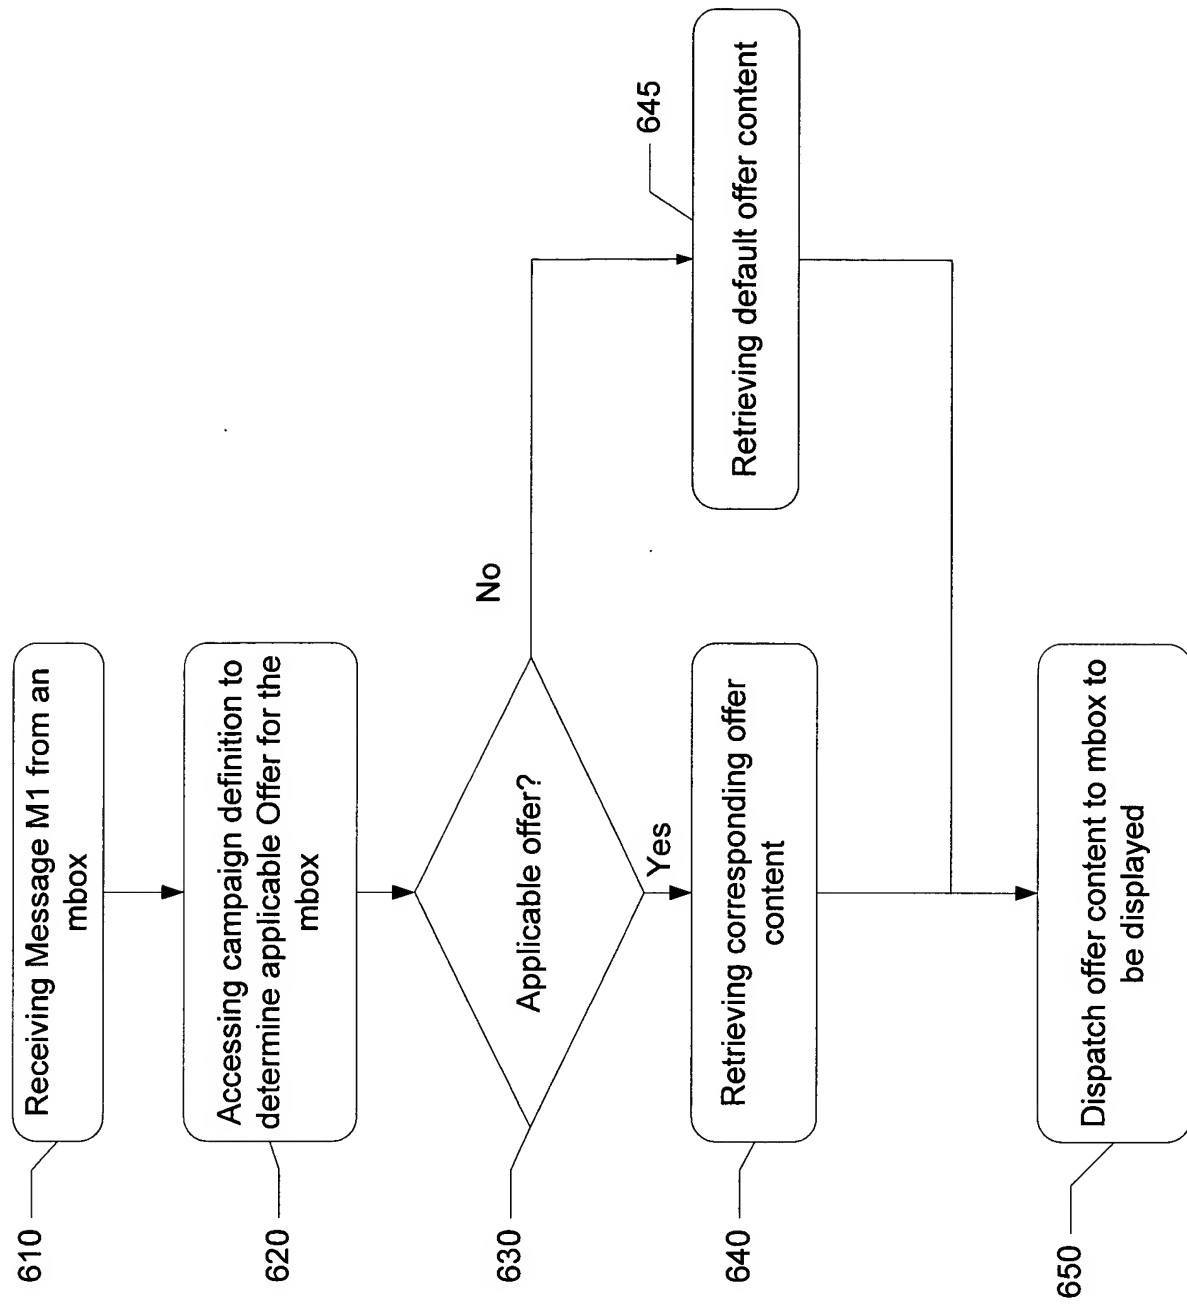 610
Receiving Message M1 from an
mbox
620
Accessing campaign definition to
determine applicable Offer for the
mbox
630
Applicable offer?
No
Yes
640
Retrieving corresponding offer
content
645
Retrieving default offer content
650
Dispatch offer content to mbox to
be displayed